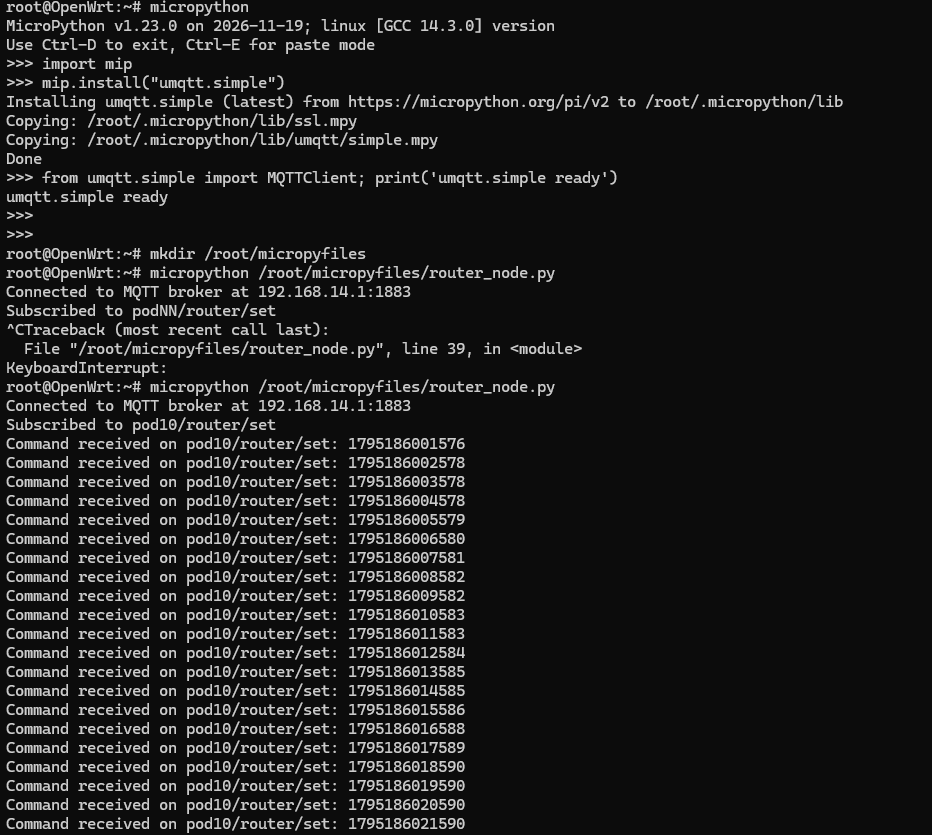 root@OpenWrt:~# micropython
MicroPython v1.23.0 on 2026-11-19; linux [GCC 14.3.0] version
Use Ctrl-D to exit, Ctrl-E for paste mode
>>> import mip
>>> mip.install("umqtt.simple")
Installing umqtt.simple (latest) from https://micropython.org/pi/v2 to /root/.micropython/lib
Copying: /root/.micropython/lib/ssl.mpy
Copying: /root/.micropython/lib/umqtt/simple.mpy
Done
>>> from umqtt.simple import MQTTClient; print('umqtt.simple ready')
umqtt.simple ready
>>>
>>>
root@OpenWrt:~# mkdir /root/micropyfiles
root@OpenWrt:~# micropython /root/micropyfiles/router_node.py
Connected to MQTT broker at 192.168.14.1:1883
Subscribed to podNN/router/set
^CTraceback (most recent call last):
  File "/root/micropyfiles/router_node.py", line 39, in <module>
KeyboardInterrupt:
root@OpenWrt:~# micropython /root/micropyfiles/router_node.py
Connected to MQTT broker at 192.168.14.1:1883
Subscribed to pod10/router/set
Command received on pod10/router/set: 1795186001576
Command received on pod10/router/set: 1795186002578
Command received on pod10/router/set: 1795186003578
Command received on pod10/router/set: 1795186004578
Command received on pod10/router/set: 1795186005579
Command received on pod10/router/set: 1795186006580
Command received on pod10/router/set: 1795186007581
Command received on pod10/router/set: 1795186008582
Command received on pod10/router/set: 1795186009582
Command received on pod10/router/set: 1795186010583
Command received on pod10/router/set: 1795186011583
Command received on pod10/router/set: 1795186012584
Command received on pod10/router/set: 1795186013585
Command received on pod10/router/set: 1795186014585
Command received on pod10/router/set: 1795186015586
Command received on pod10/router/set: 1795186016588
Command received on pod10/router/set: 1795186017589
Command received on pod10/router/set: 1795186018590
Command received on pod10/router/set: 1795186019590
Command received on pod10/router/set: 1795186020590
Command received on pod10/router/set: 1795186021590